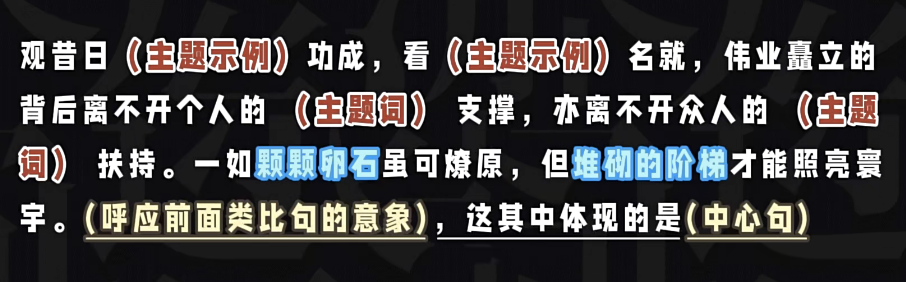 观昔日（主题示例）功成，看（主题示例）名就，伟业矗立的
背后离不开个人的（主题词）支撑，亦离不开众人的（主题
词）扶持。一如颗颗卵石虽可燎原，但堆砌的阶梯才能照亮寰
宇。(呼应前面类比句的意象)，这其中体现的是(中心句)